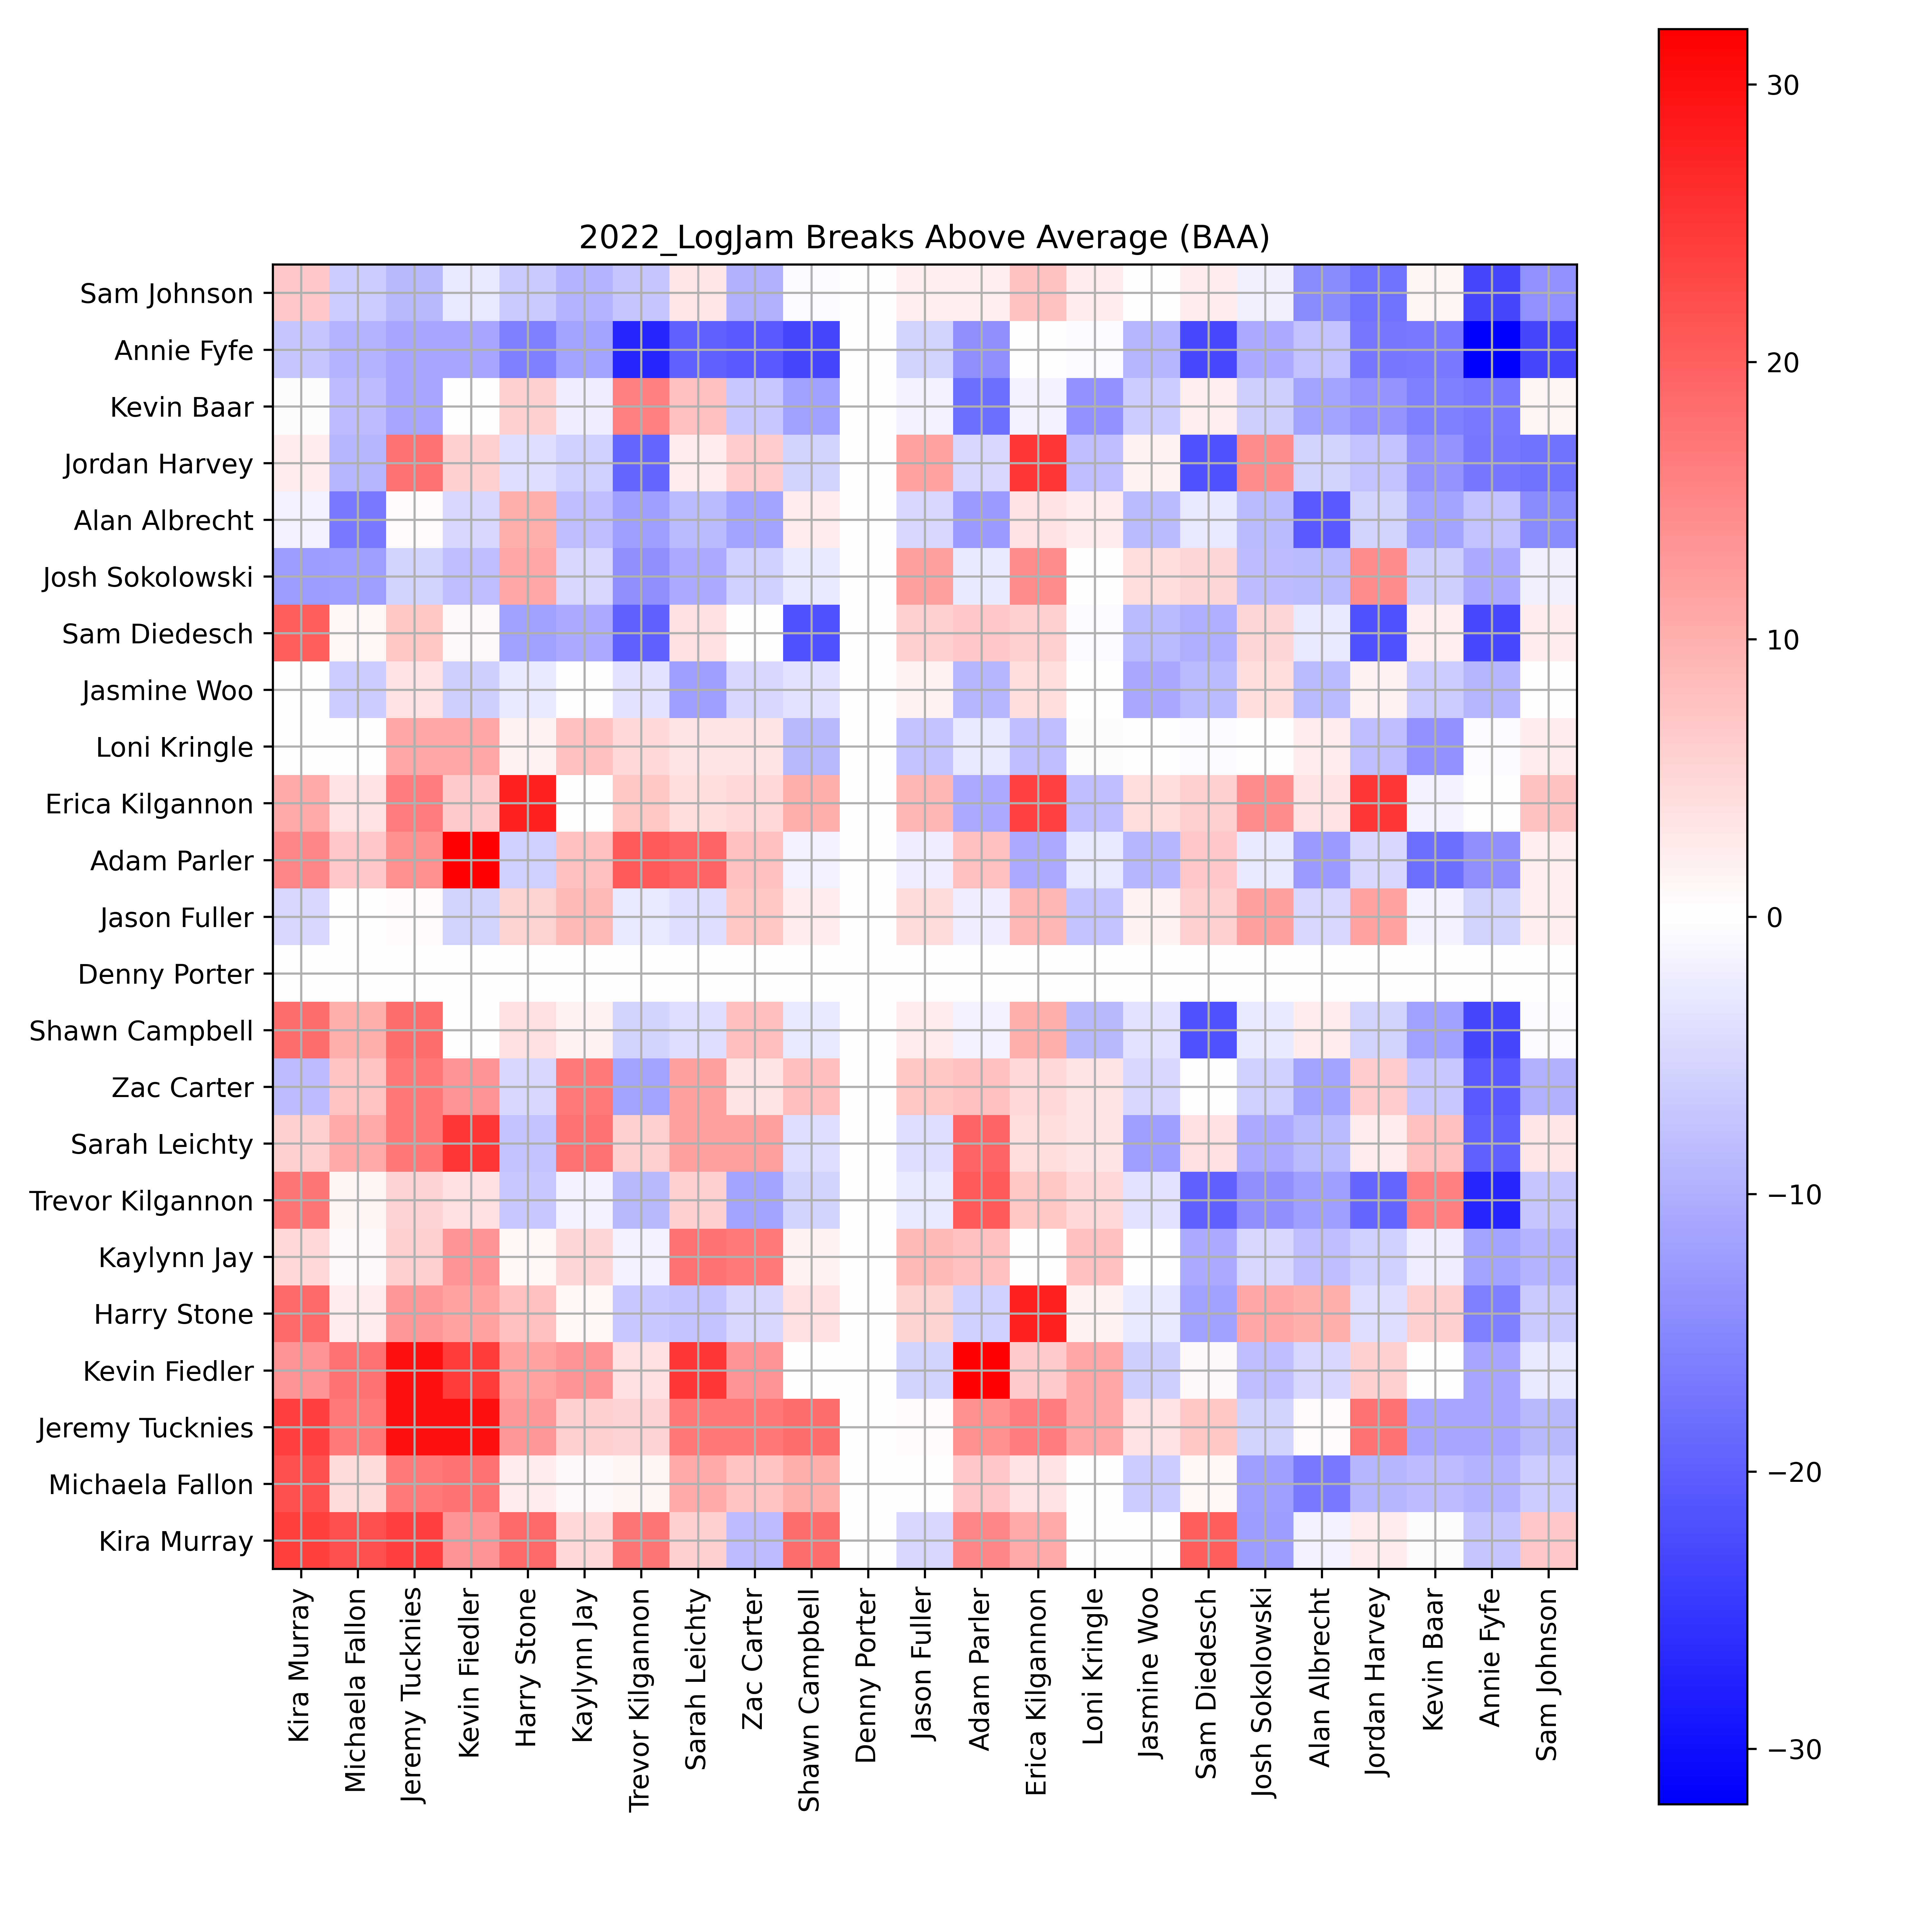 2022_LogJam Breaks Above Average (BAA)
Sam Johnson
Annie Fyfe
Kevin Baar
Jordan Harvey
Alan Albrecht
Josh Sokolowski
Sam Diedesch
Jasmine Woo
Loni Kringle
Erica Kilgannon
Adam Parler
Jason Fuller
Denny Porter
Shawn Campbell
Zac Carter
Sarah Leichty
Trevor Kilgannon
Kaylynn Jay
Harry Stone
Kevin Fiedler
Jeremy Tucknies
Michaela Fallon
Kira Murray
Kira Murray
Michaela Fallon
Jeremy Tucknies
Kevin Fiedler
Harry Stone
Kaylynn Jay
Trevor Kilgannon
Sarah Leichty
Zac Carter
Shawn Campbell
Denny Porter
Jason Fuller
Adam Parler
Erica Kilgannon
Loni Kringle
Jasmine Woo
Sam Diedesch
Josh Sokolowski
Alan Albrecht
Jordan Harvey
Kevin Baar
Annie Fyfe
Sam Johnson
30
20
10
0
−10
−20
−30